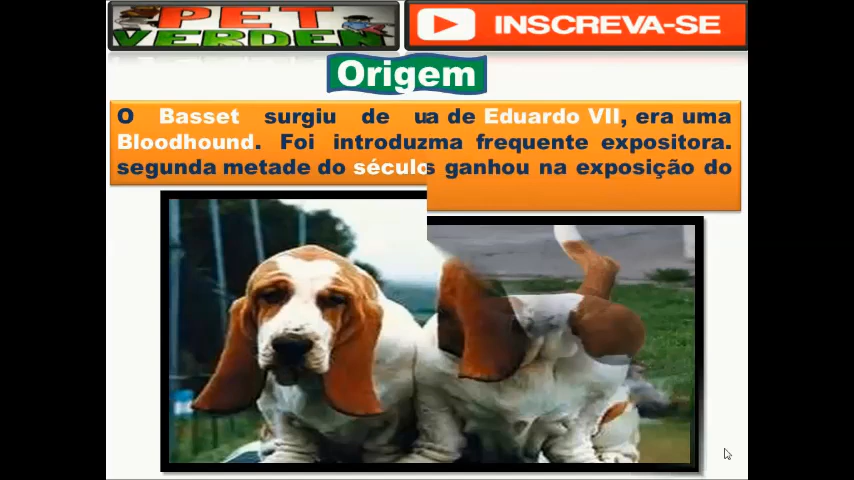 PET
VERDEN
INSCREVA-SE
Origem
O Basset surgiu de ua de Eduardo VII, era uma
Bloodhound. Foi introduzma frequente expositora.
segunda metade do séculos ganhou na exposição do